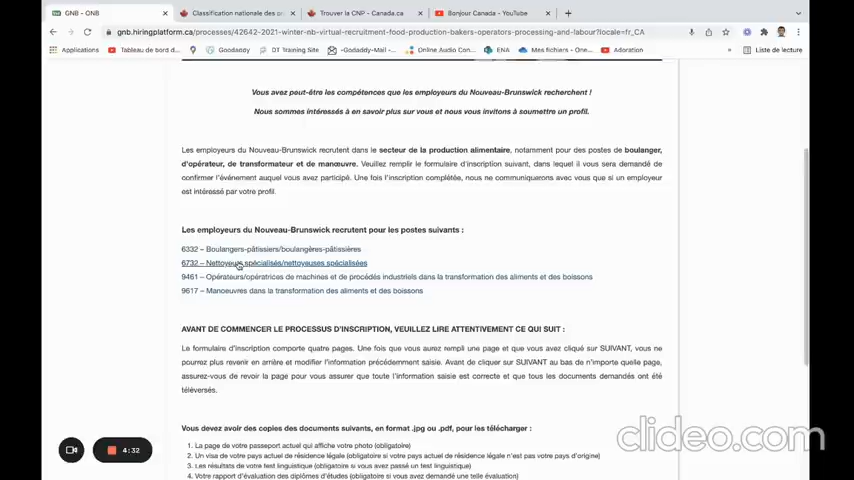 GNB - ONB
Classification nationale des p
Trouver la CNP - Canada.ca
Bonjour Canada - YouTube
gnb.hiringplatform.ca/processes/42642-2021-winter-nb-virtual-recruitment-food-production-bakers-operators-processing-and-labour?locale=fr_CA
Applications Tableau de bord du... Goodaody DT Training Site -Godaddy-Mail -... Online Audio Con... ENA Mes fichiers - One... Adoration Liste de lecture
Vous avez peut-être les compétences que les employeurs du Nouveau-Brunswick recherchent !
Nous sommes intéressés à en savoir plus sur vous et nous vous invitons à soumettre un profil.
Les employeurs du Nouveau-Brunswick recrutent dans le secteur de la production alimentaire, notamment pour des postes de boulanger,
d'opérateur, de transformateur et de manœuvre. Veuillez remplir le formulaire d'inscription suivant, dans lequel il vous sera demandé de
confirmer l'événement auquel vous avez participé. Une fois l'inscription complétée, nous ne communiquerons avec vous que si un employeur
est intéressé par votre profil.
Les employeurs du Nouveau-Brunswick recrutent pour les postes suivants :
6332 – Boulangers-pâtissiers/boulangères-pâtissières
6732 – Nettoyeurs spécialisés/nettoyeuses spécialisées
9461 – Opérateurs/opératrices de machines et de procédés industriels dans la transformation des aliments et des boissons
9617 – Manœuvres dans la transformation des aliments et des boissons
AVANT DE COMMENCER LE PROCESSUS D'INSCRIPTION, VEUILLEZ LIRE ATTENTIVEMENT CE QUI SUIT :
Le formulaire d'inscription comporte quatre pages. Une fois que vous aurez rempli une page et que vous avez cliqué sur SUIVANT, vous ne
pourrez plus revenir en arrière et modifier l'information précédemment saisie. Avant de cliquer sur SUIVANT au bas de n'importe quelle page,
assurez-vous de revoir la page pour vous assurer que toute l'information saisie est correcte et que tous les documents demandés ont été
téléversés.
Vous devez avoir des copies des documents suivants, en format .jpg ou .pdf, pour les télécharger :
1. La page de votre passeport actuel qui affiche votre photo (obligatoire)
2. Un visa de votre pays actuel de résidence légale (obligatoire si votre pays actuel de résidence légale n'est pas votre pays d'origine)
3. Les résultats de votre test linguistique (obligatoire si vous avez passé un test linguistique)
4. Votre rapport d'évaluation des diplômes d'études (obligatoire si vous avez demandé une telle évaluation)
4:32
clideo.com